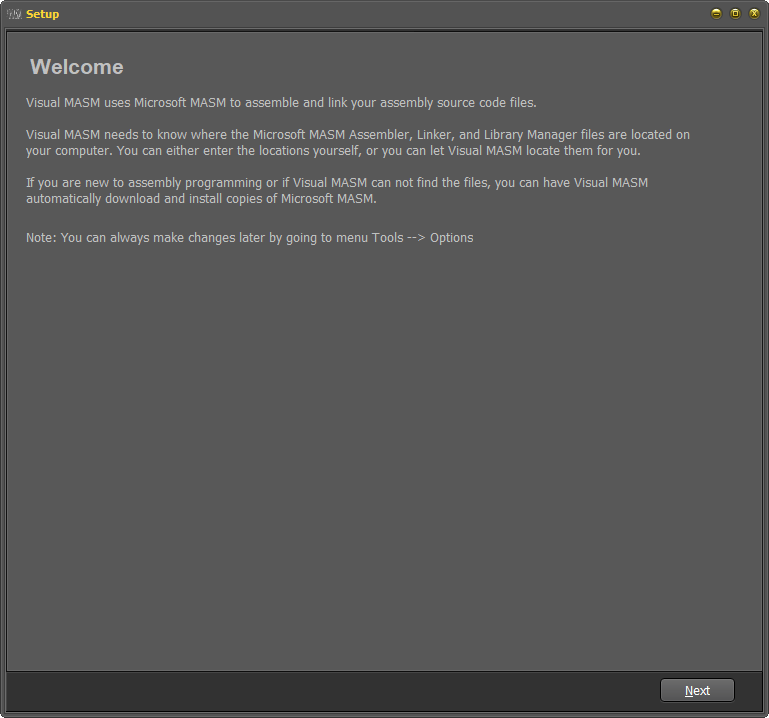 Setup
Welcome
Visual MASM uses Microsoft MASM to assemble and link your assembly source code files.
Visual MASM needs to know where the Microsoft MASM Assembler, Linker, and Library Manager files are located on
your computer. You can either enter the locations yourself, or you can let Visual MASM locate them for you.
If you are new to assembly programming or if Visual MASM can not find the files, you can have Visual MASM
automatically download and install copies of Microsoft MASM.
Note: You can always make changes later by going to menu Tools --> Options
Next